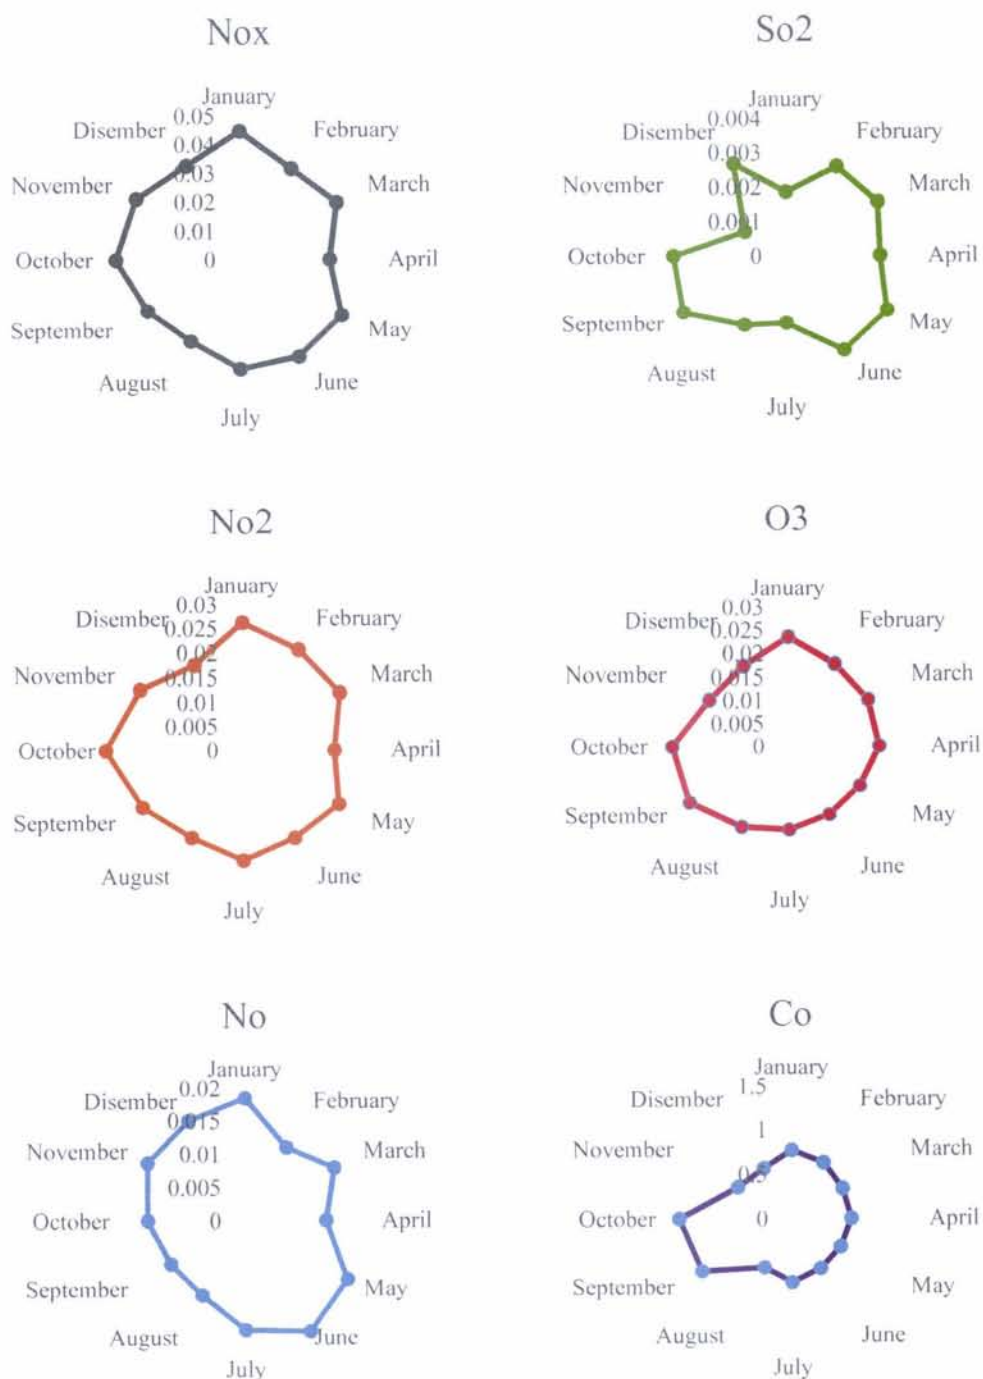 Nox
January
0.05
Disember
February
0.04
0.03
November
March
0.02
0.01
October
0
April
September
May
August
June
July
So2
January
0.004
Disember
February
0.003
November
0.002
March
0.001
October
0
April
September
May
August
June
July
No2
January
0.03
Disember
February
0.025
0.02
November
0.015
March
0.01
0.005
October
0
April
September
May
August
June
July
O3
January
0.03
Disember
February
0.025
0.02
November
0.015
March
0.01
0.005
October
0
April
September
May
August
June
July
No
January
0.02
Disember
February
0.015
November
0.01
March
0.005
October
0
April
September
May
August
June
July
Co
January
1.5
Disember
February
1
November
March
0.5
October
0
April
September
May
August
June
July